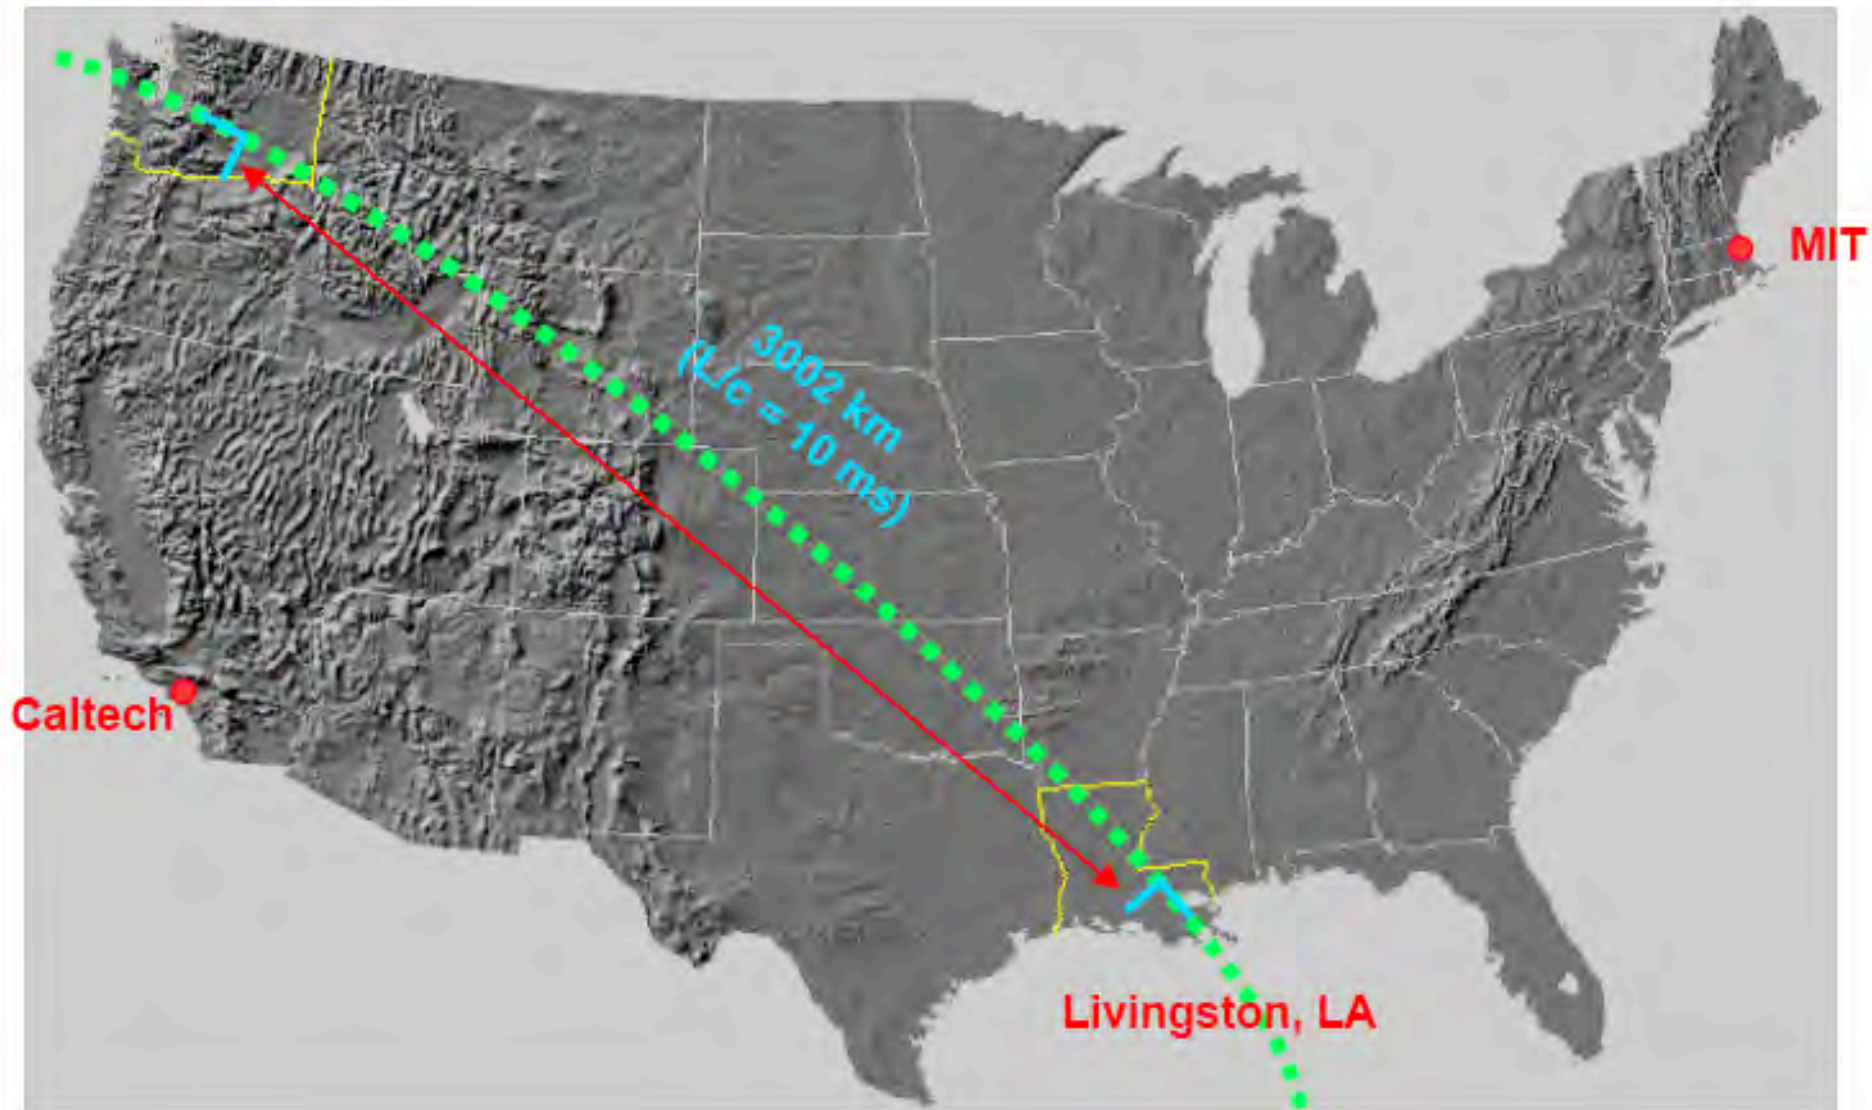 MIT
3002 km
(L/c = 10 ms)
Caltech
Livingston, LA